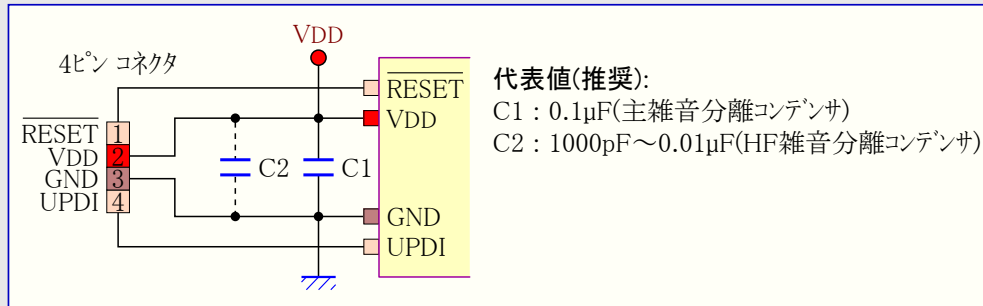 VDD
4ピン コネクタ
RESET
VDD
GND
UPDI
1
2
3
4
C2
C1
RESET
VDD
GND
UPDI
代表値(推奨):
C1 : 0.1µF(主雑音分離コンデンサ)
C2 : 1000pF～0.01µF(HF雑音分離コンデンサ)